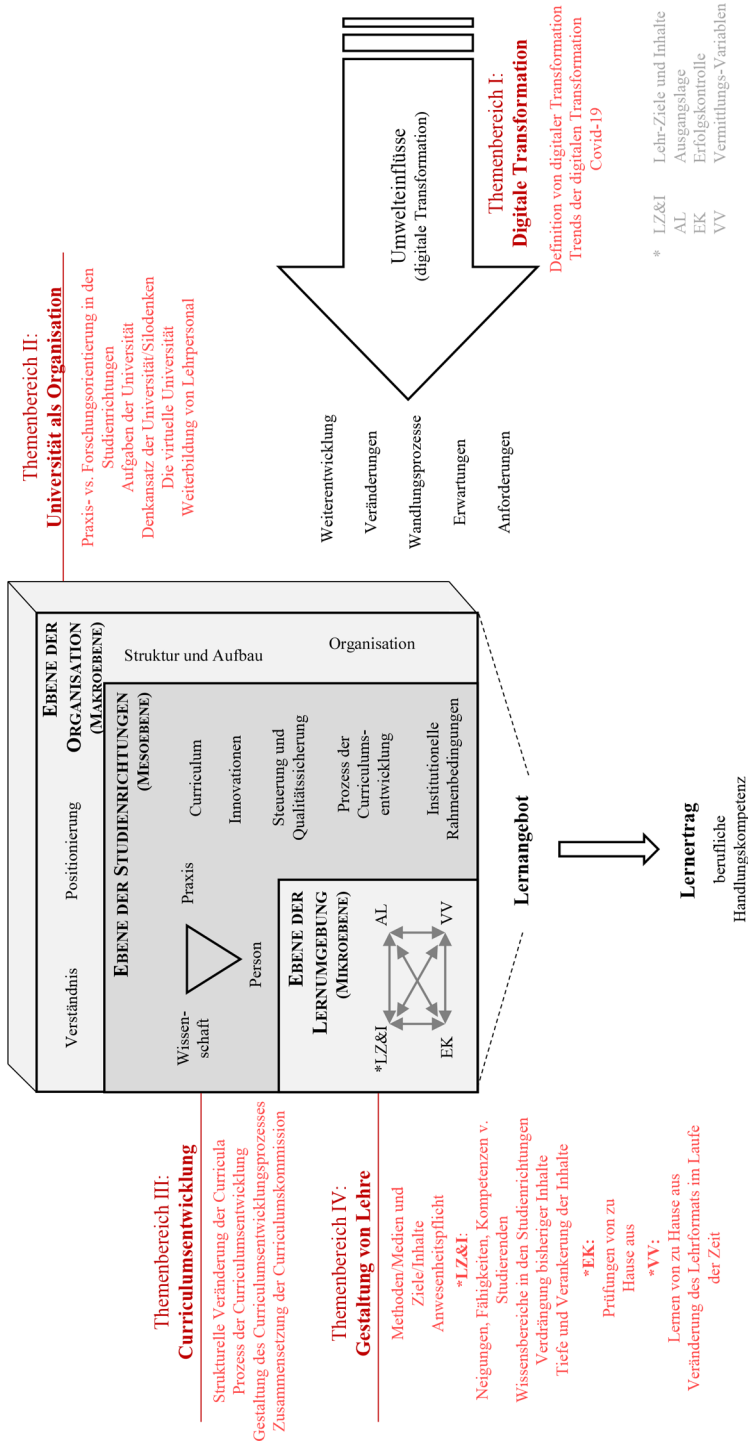 Themenbereich III:
Curriculumsentwicklung
Strukturelle Veränderung der Curricula
Prozess der Curriculumsentwicklung
Gestaltung des Curriculumsentwicklungsprozesses
Zusammensetzung der Curriculumskommission
Themenbereich IV:
Gestaltung von Lehre
Methoden/Medien und
Ziele/Inhalte
Anwesenheitspflicht
*LZ&I:
Neigungen, Fähigkeiten, Kompetenzen v.
Studierenden
Wissensbereiche in den Studienrichtungen
Verdrängung bisheriger Inhalte
Tiefe und Verankerung der Inhalte
*EK:
Prüfungen von zu
Hause aus
*VV:
Lernen von zu Hause aus
Veränderung des Lehrformats im Laufe
der Zeit
Verständnis
Positionierung
EBENE DER
ORGANISATION
(MAKROEBENE)
Struktur und Aufbau
Organisation
EBENE DER STUDIENRICHTUNGEN
(MESOEBENE)
Wissen-
schaft
Praxis
Person
Curriculum
Innovationen
Steuerung und
Qualitätssicherung
Prozess der
Curriculums-
entwicklung
Institutionelle
Rahmenbedingungen
EBENE DER
LERNUMGEBUNG
(MIKROEBENE)
*LZ&I
AL
EK
VV
Lernangebot
Lernertrag
berufliche
Handlungskompetenz
Themenbereich II:
Universität als Organisation
Praxis- vs. Forschungsorientierung in den
Studienrichtungen
Aufgaben der Universität
Denkansatz der Universität/Silodenken
Die virtuelle Universität
Weiterbildung von Lehrpersonal
Weiterentwicklung
Veränderungen
Wandlungsprozesse
Erwartungen
Anforderungen
Umwelteinflüsse
(digitale Transformation)
Themenbereich I:
Digitale Transformation
Definition von digitaler Transformation
Trends der digitalen Transformation
Covid-19
* LZ&I Lehr-Ziele und Inhalte
AL Ausgangslage
EK Erfolgskontrolle
VV Vermittlungs-Variablen